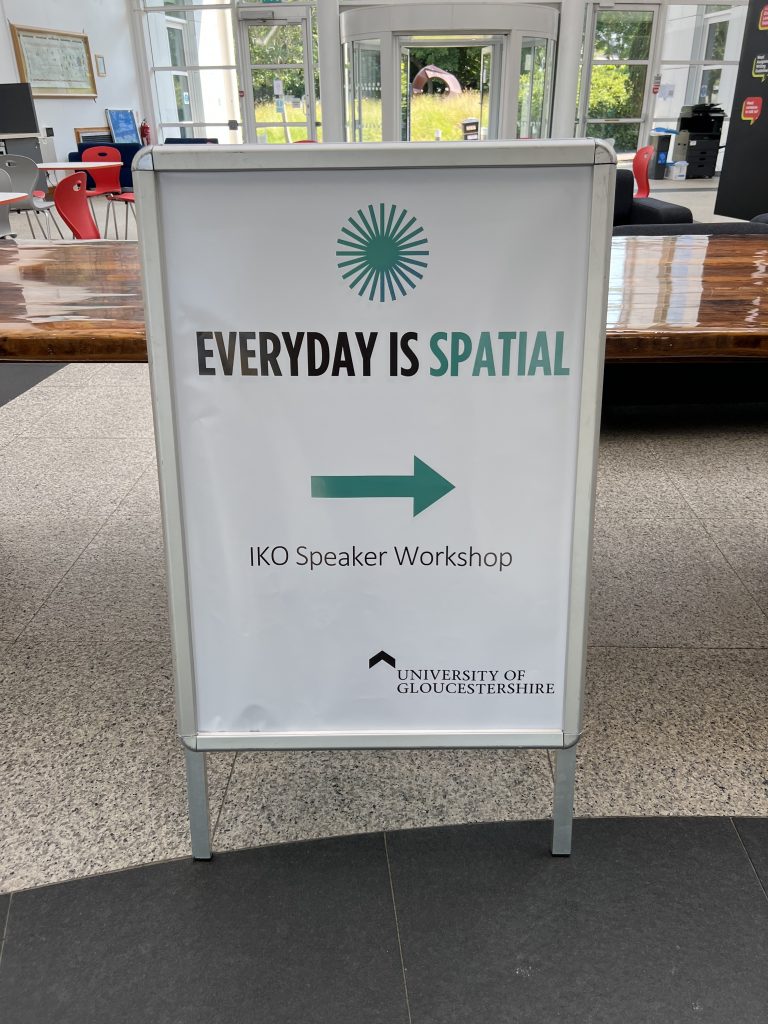 EVERYDAY IS SPATIAL
IKO Speaker Workshop
UNIVERSITY OF
GLOUCESTERSHIRE